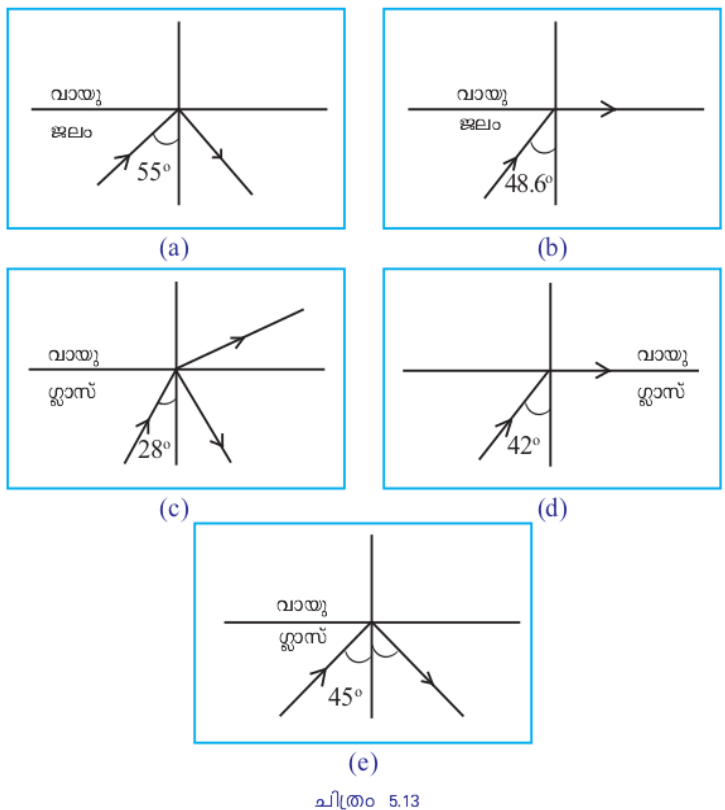 വായു
ജലം
55°
(a)
വായു
ജലം
48.6°
(b)
വായു
ഗ്ലാസ്
28°
(c)
വായു
ഗ്ലാസ്
42°
(d)
വായു
ഗ്ലാസ്
45°
(e)
ചിത്രം 5.13